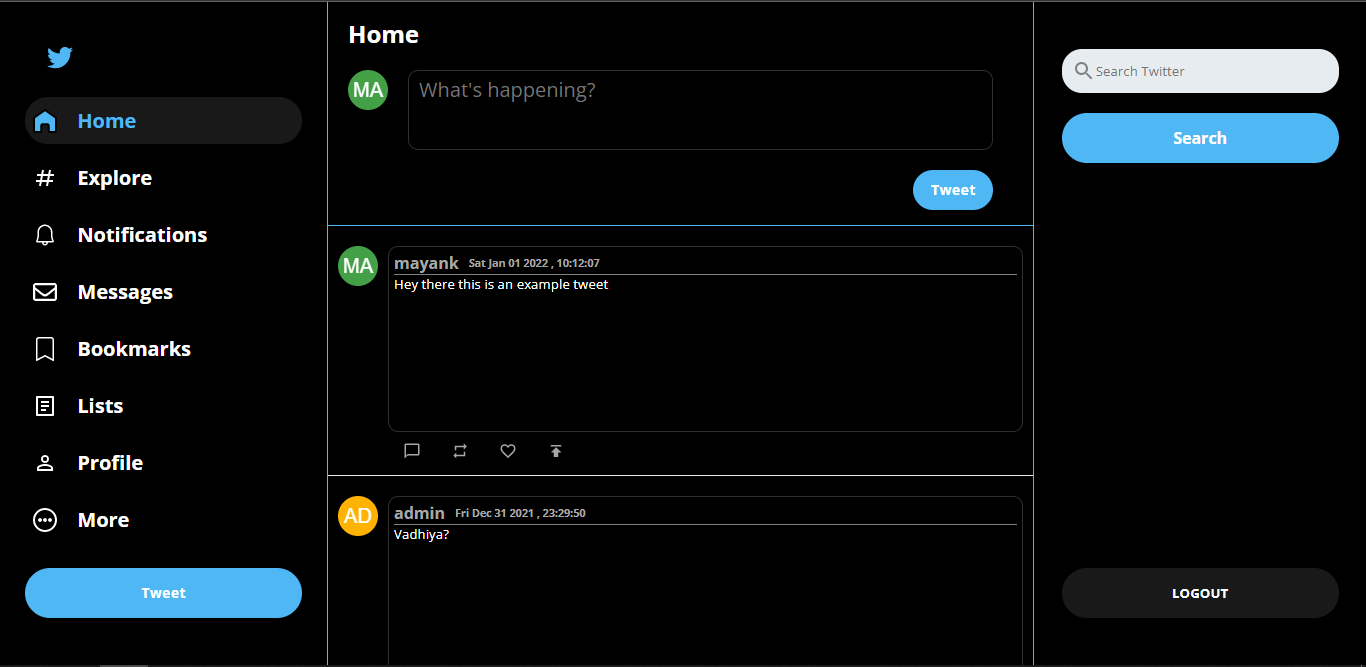 Home
Explore
Notifications
Messages
Bookmarks
Lists
Profile
More
Tweet
Home
MA
What's happening?
Tweet
MA
mayank Sat Jan 01 2022 , 10:12:07
Hey there this is an example tweet
AD
admin Fri Dec 31 2021 , 23:29:50
Vadhiya?
Search Twitter
Search
LOGOUT